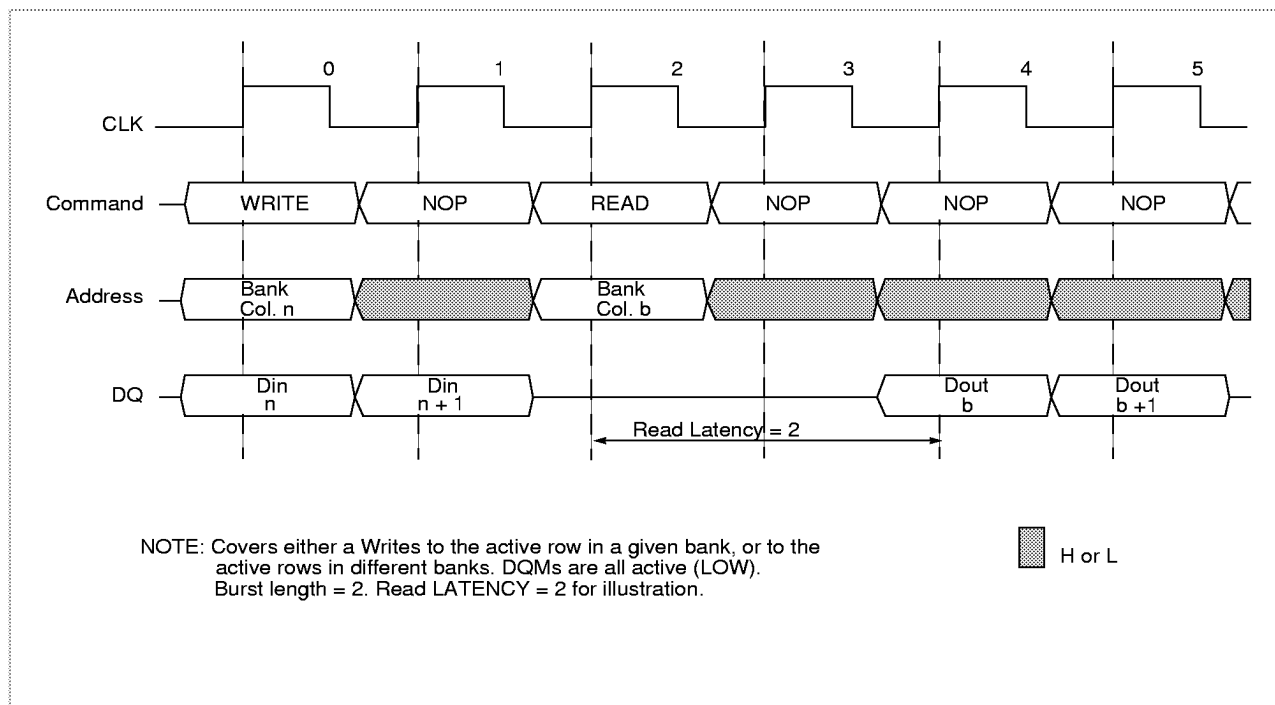 0 1 2 3 4 5
CLK
Command WRITE NOP READ NOP NOP NOP
Address Bank Col. n Bank Col. b
DQ Din n Din n + 1 Dout b Dout b +1
Read Latency = 2
NOTE: Covers either a Writes to the active row in a given bank, or to the
active rows in different banks. DQMs are all active (LOW).
Burst length = 2. Read LATENCY = 2 for illustration.
H or L